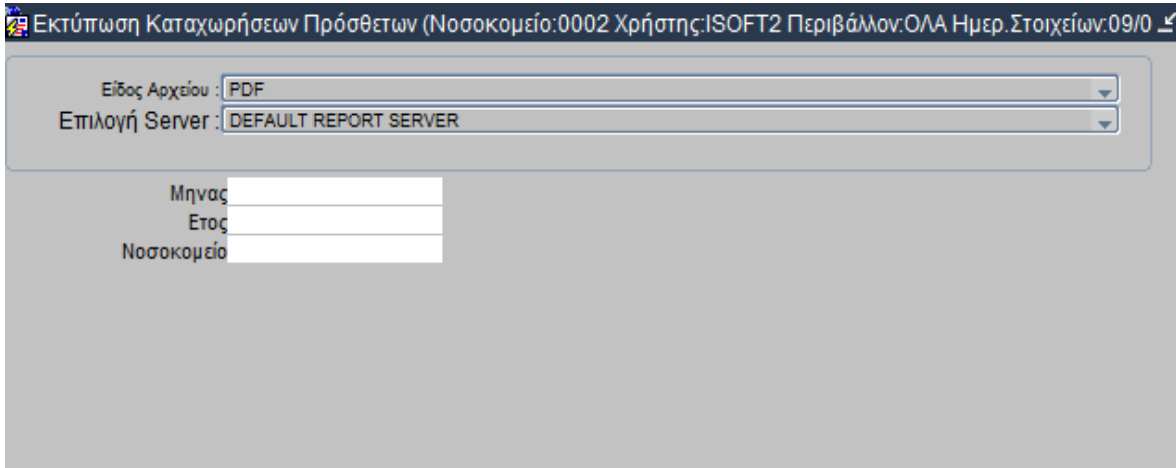 Εκτύπωση Καταχωρήσεων Πρόσθετων (Νοσοκομείο:0002 Χρήστης:ISOFT2 Περιβάλλον:ΟΛΑ Ημερ.Στοιχείων:09/0
Είδος Αρχείου : PDF
Επιλογή Server : DEFAULT REPORT SERVER
Μηνας
Ετος
Νοσοκομείο